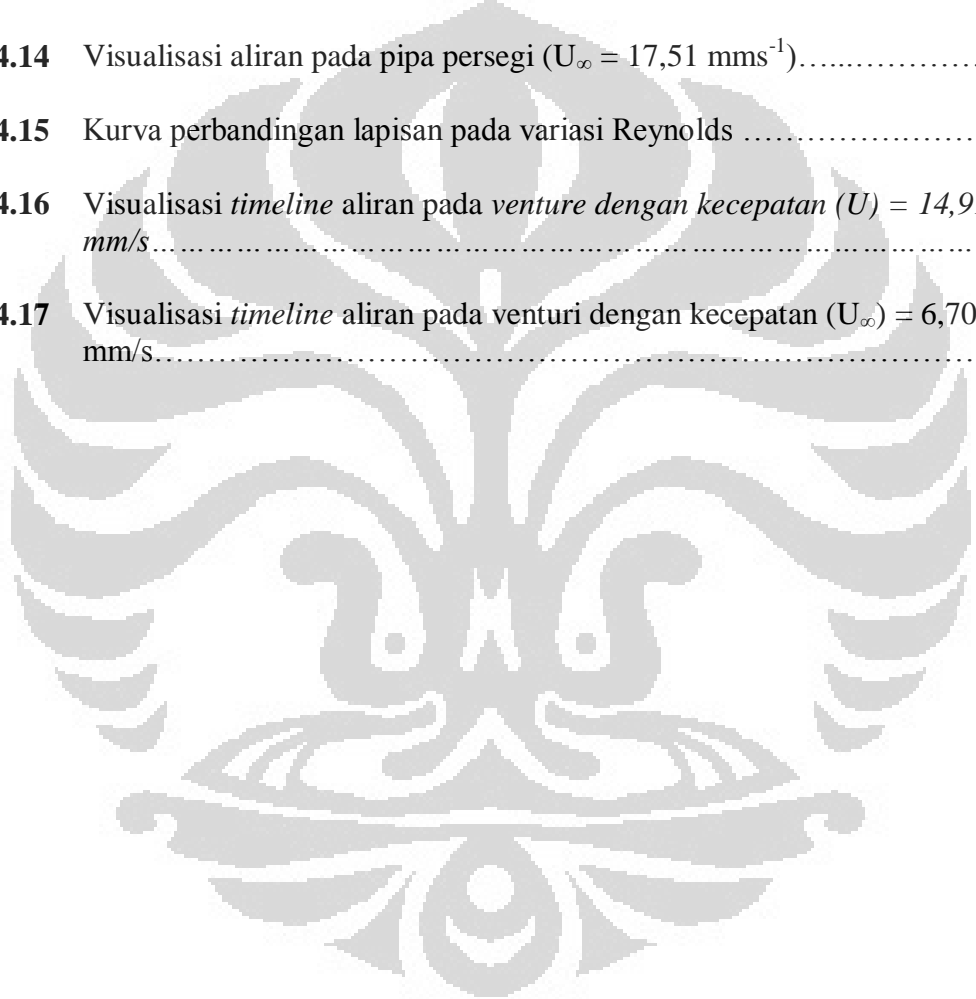 4.14 Visualisasi aliran pada pipa persegi (U∞ = 17,51 mms⁻¹)…...…………
4.15 Kurva perbandingan lapisan pada variasi Reynolds …………………
4.16 Visualisasi timeline aliran pada venture dengan kecepatan (U) = 14,9
mm/s……………………………………………………………………………
4.17 Visualisasi timeline aliran pada venturi dengan kecepatan (U∞) = 6,70
mm/s……………………………………………………………………………